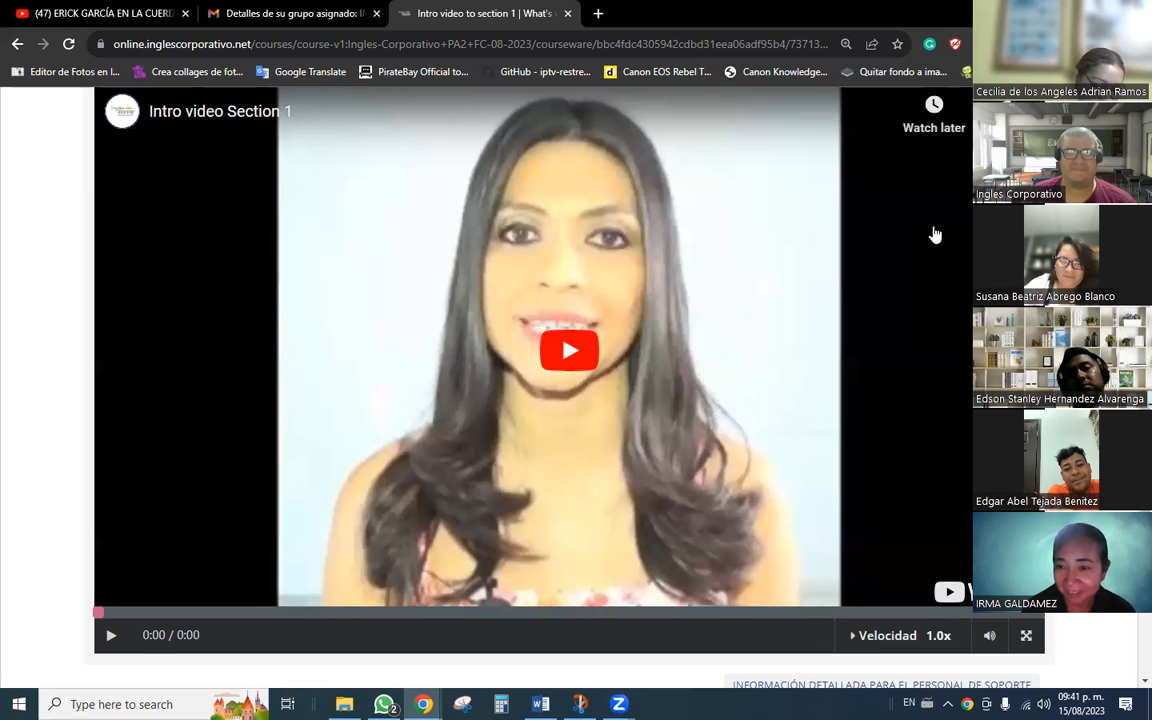 (47) ERICK GARCÍA EN LA CUERD
Detalles de su grupo asignado: I
Intro video to section 1 | What's
online.inglescorporativo.net/courses/course-v1:Ingles-Corporativo+PA2+FC-08-2023/courseware/bbc4fdc4305942cdbd31eea06adf95b4/73713...
Editor de Fotos en l...
Crea collages de fot...
Google Translate
PirateBay Official to...
GitHub - iptv-restre...
Canon EOS Rebel T...
Canon Knowledge...
Quitar fondo a ima...
Intro video Section 1
Watch later
Cecilia de los Angeles Adrian Ramos
Ingles Corporativo
Susana Beatriz Abrego Blanco
Edson Stanley Hernandez Alvarenga
Edgar Abel Tejada Benitez
IRMA GALDAMEZ
0:00 / 0:00
Velocidad 1.0x
INFORMACIÓN DETALLADA PARA EL PERSONAL DE SOPORTE
Type here to search
2
EN
09:41 p. m.
15/08/2023